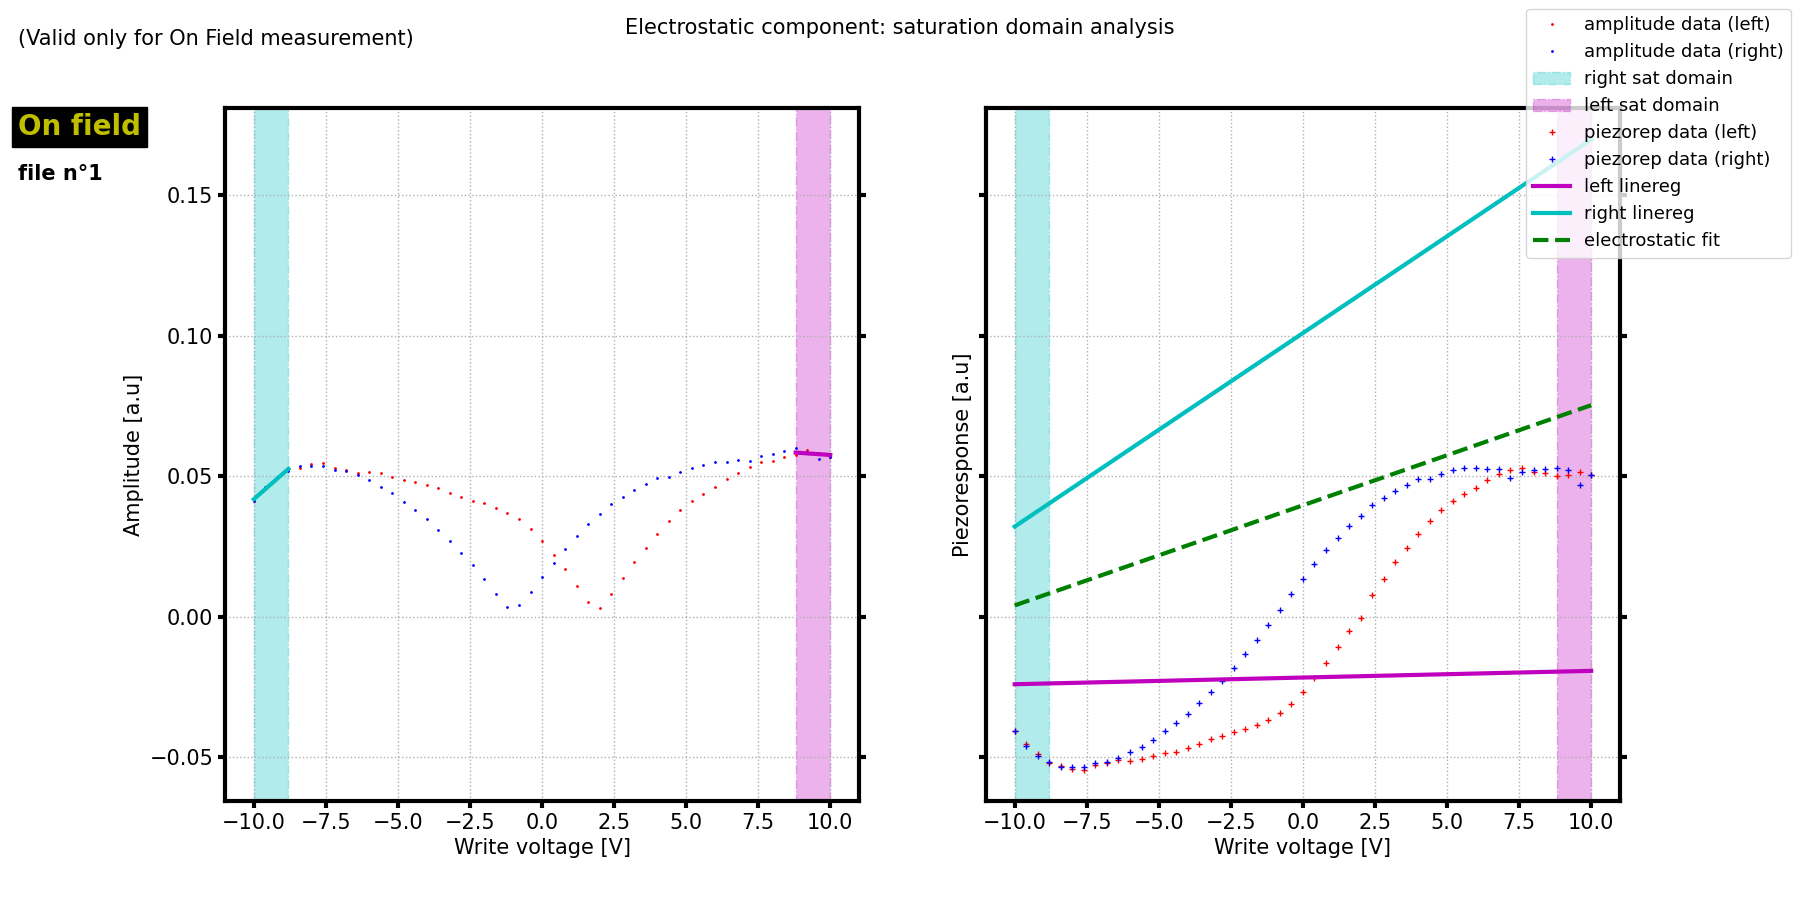 Electrostatic component: saturation domain analysis
(Valid only for On Field measurement)
On field
file n°1
amplitude data (left)
amplitude data (right)
right sat domain
left sat domain
piezorep data (left)
piezorep data (right)
left linereg
right linereg
electrostatic fit
Amplitude [a.u]
0.15
0.10
0.05
0.00
−0.05
−10.0 −7.5 −5.0 −2.5 0.0 2.5 5.0 7.5 10.0
Write voltage [V]
Piezoresponse [a.u]
−10.0 −7.5 −5.0 −2.5 0.0 2.5 5.0 7.5 10.0
Write voltage [V]